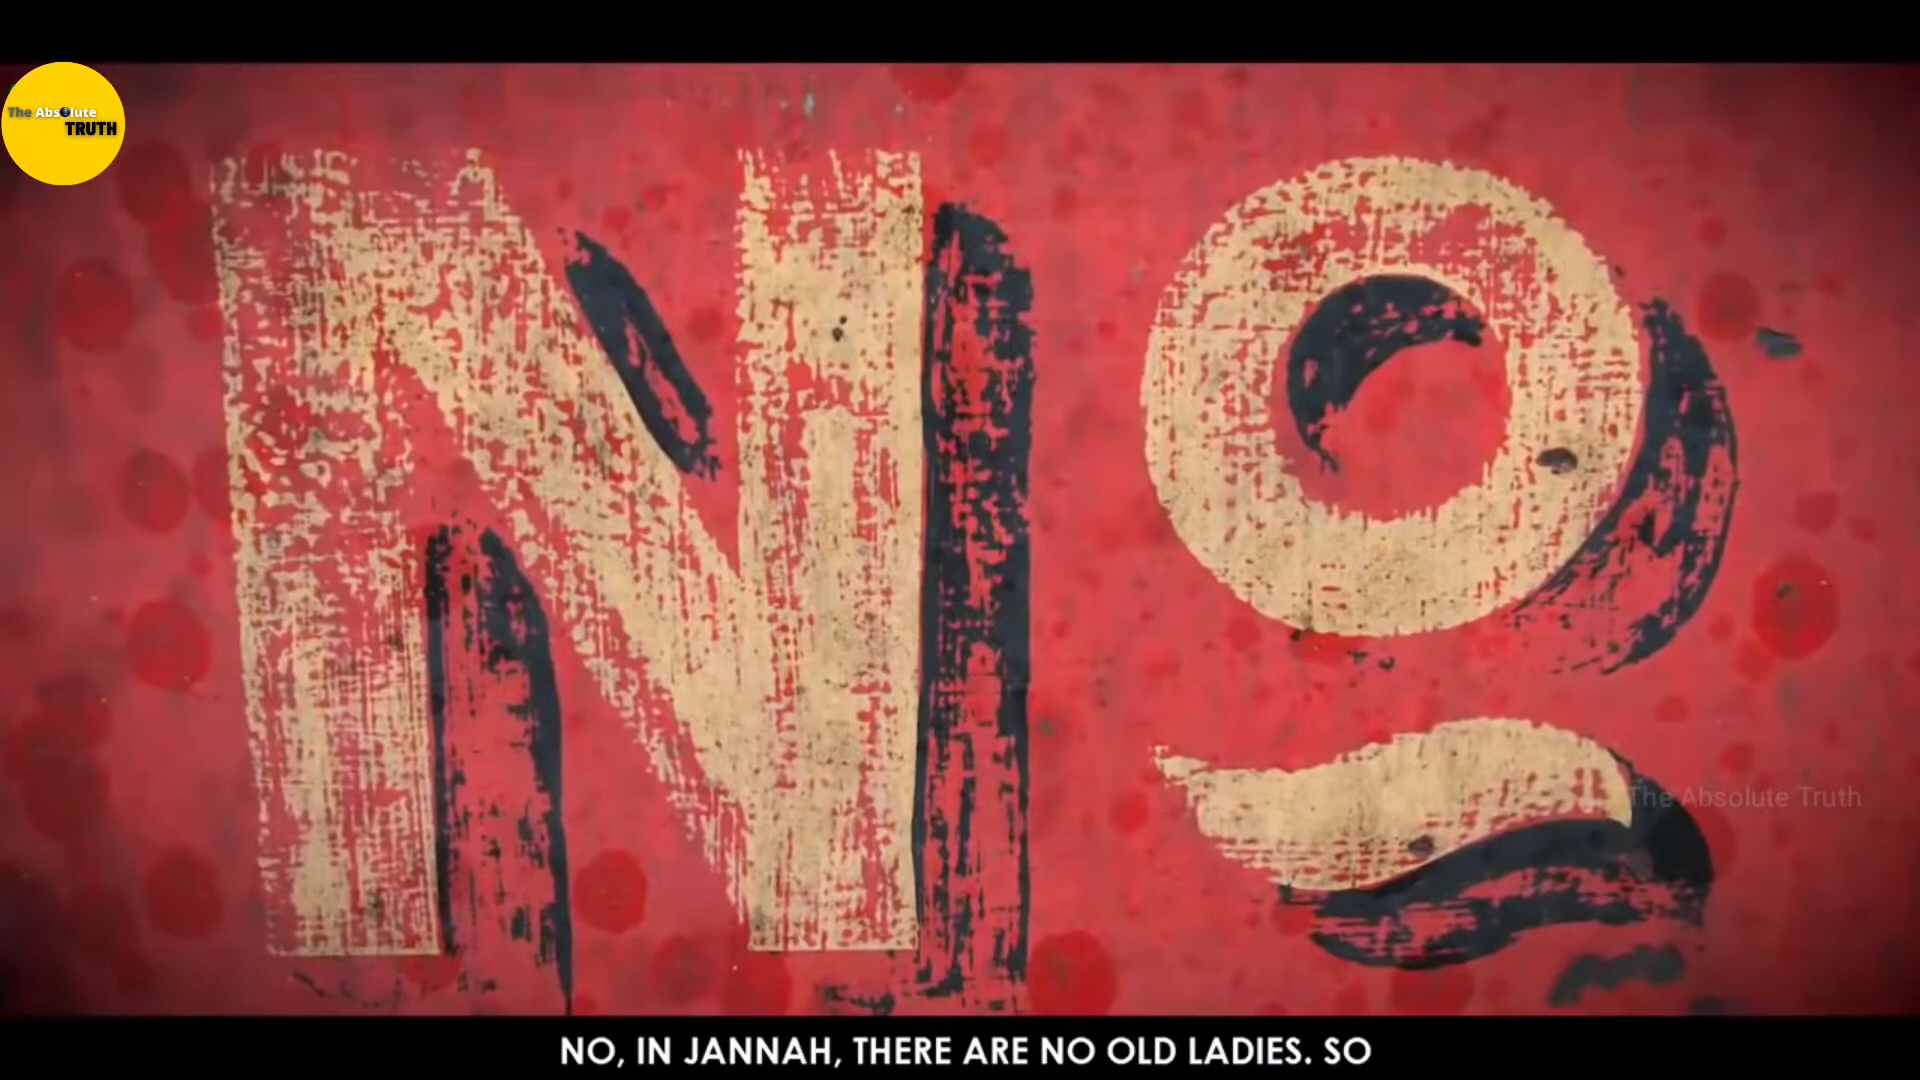 The Absolute
TRUTH
No
The Absolute Truth
NO, IN JANNAH, THERE ARE NO OLD LADIES. SO